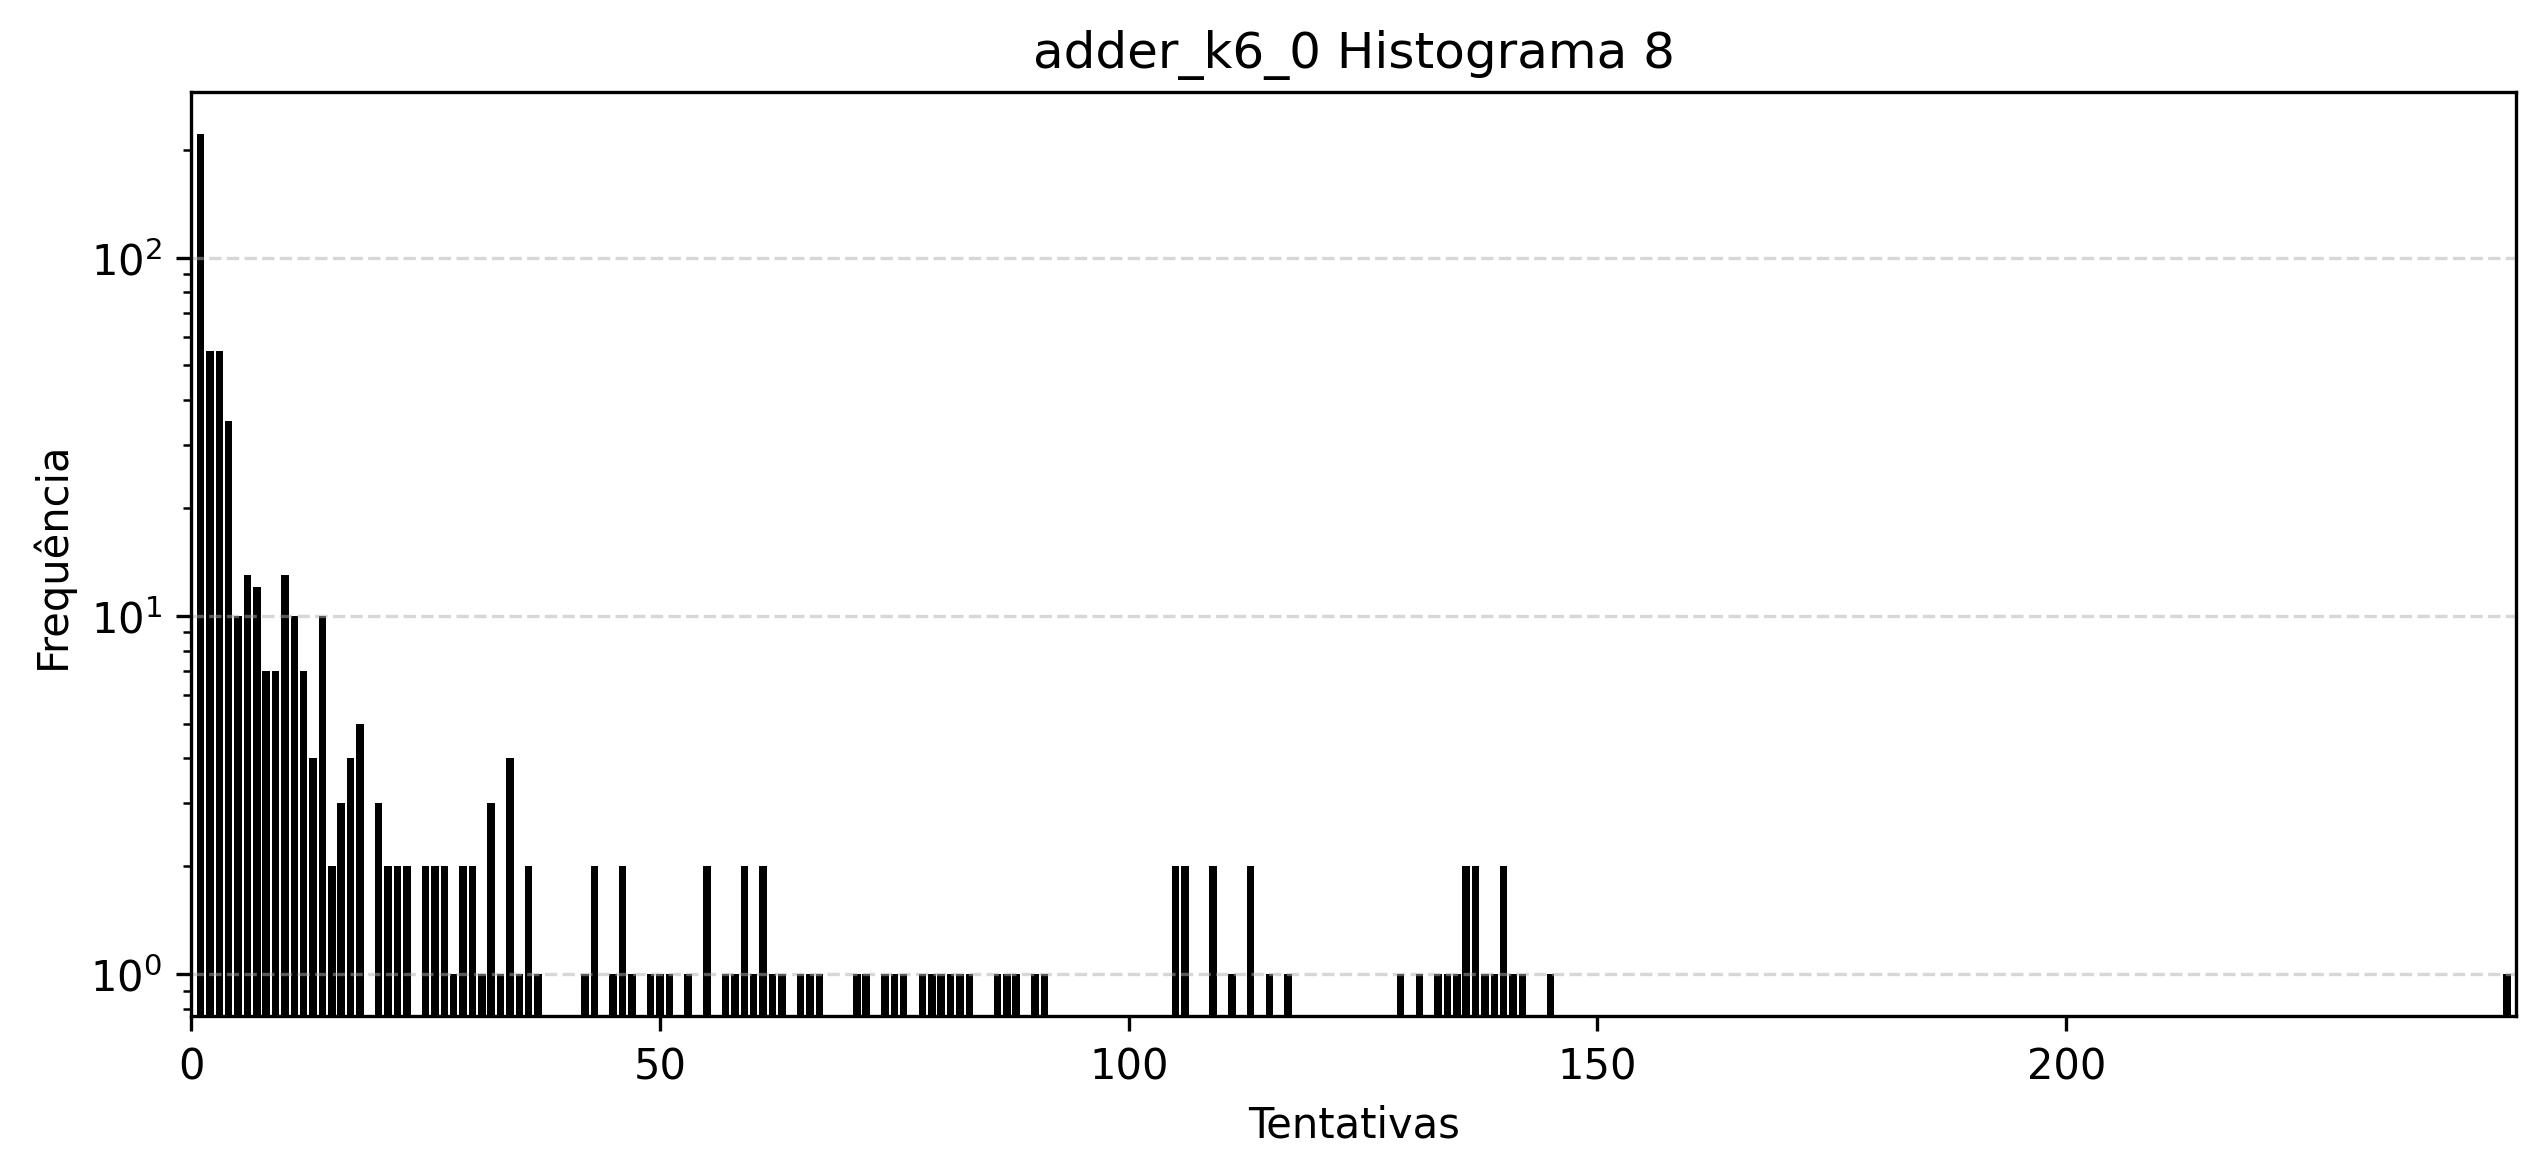 adder_k6_0 Histograma 8
Frequência
10²
10¹
10⁰
0 50 100 150 200
Tentativas